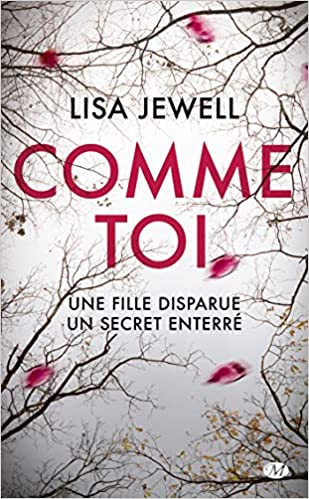 LISA JEWELL
COMME
TOI
UNE FILLE DISPARUE
UN SECRET ENTERRÉ
M